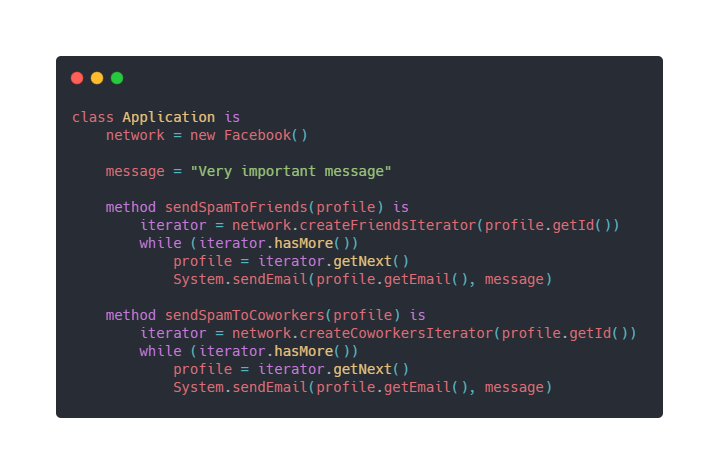 class Application is
    network = new Facebook()

    message = "Very important message"

    method sendSpamToFriends(profile) is
        iterator = network.createFriendsIterator(profile.getId())
        while (iterator.hasMore())
            profile = iterator.getNext()
            System.sendEmail(profile.getEmail(), message)

    method sendSpamToCoworkers(profile) is
        iterator = network.createCoworkersIterator(profile.getId())
        while (iterator.hasMore())
            profile = iterator.getNext()
            System.sendEmail(profile.getEmail(), message)